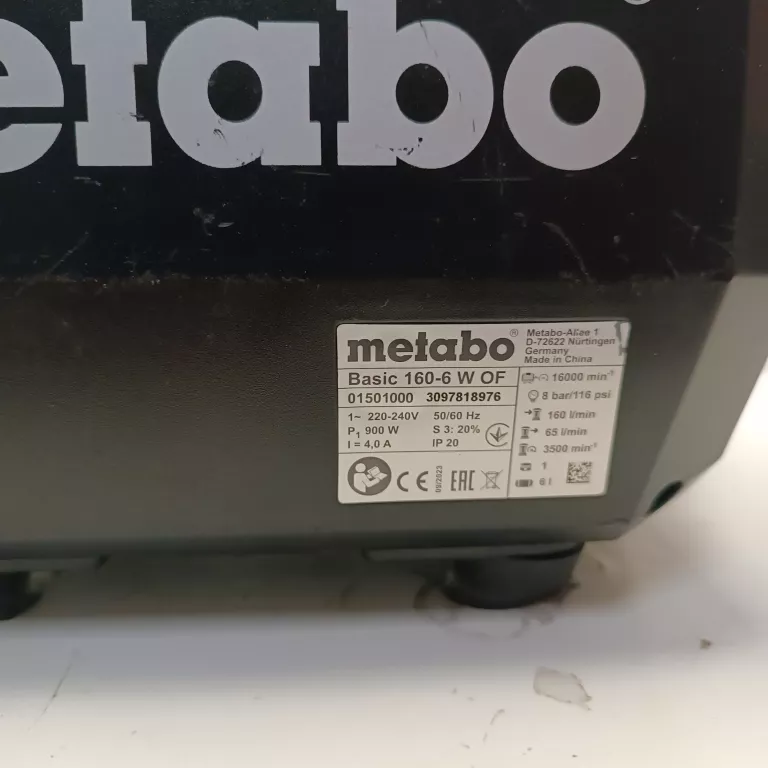 etabo
metabo®
Metabo-Allee 1
D-72622 Nürtingen
Germany
Made in China
Basic 160-6 W OF
01501000 3097818976
1~ 220-240V 50/60 Hz
P1 900 W S 3: 20%
I = 4,0 A IP 20
CE 09/2023 EAC
16000 min⁻¹
8 bar/116 psi
160 l/min
65 l/min
3500 min⁻¹
1
6 l